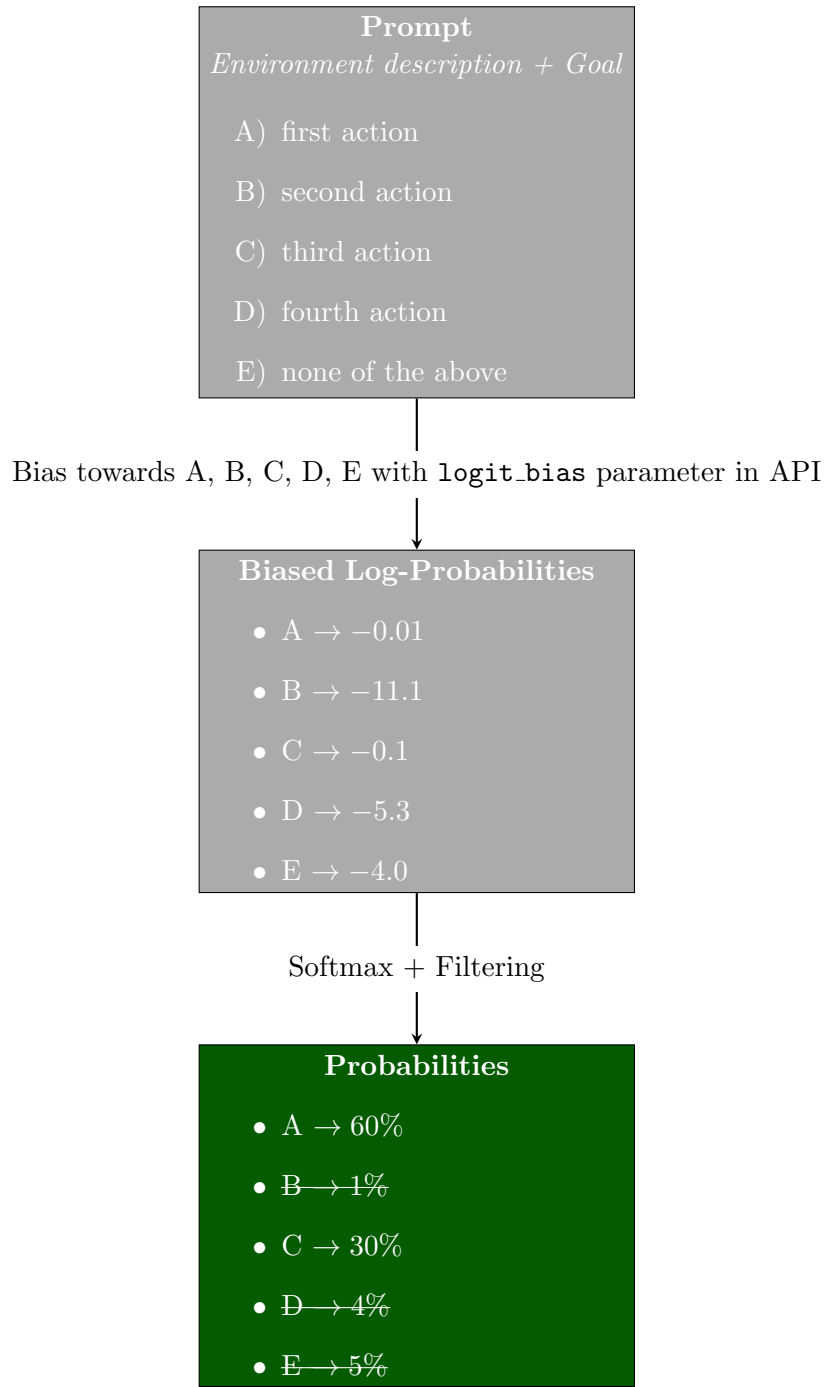 Prompt
Environment description + Goal
A) first action
B) second action
C) third action
D) fourth action
E) none of the above
Bias towards A, B, C, D, E with logit_bias parameter in API
Biased Log-Probabilities
• A → −0.01
• B → −11.1
• C → −0.1
• D → −5.3
• E → −4.0
Softmax + Filtering
Probabilities
• A → 60%
• B → 1%
• C → 30%
• D → 4%
• E → 5%